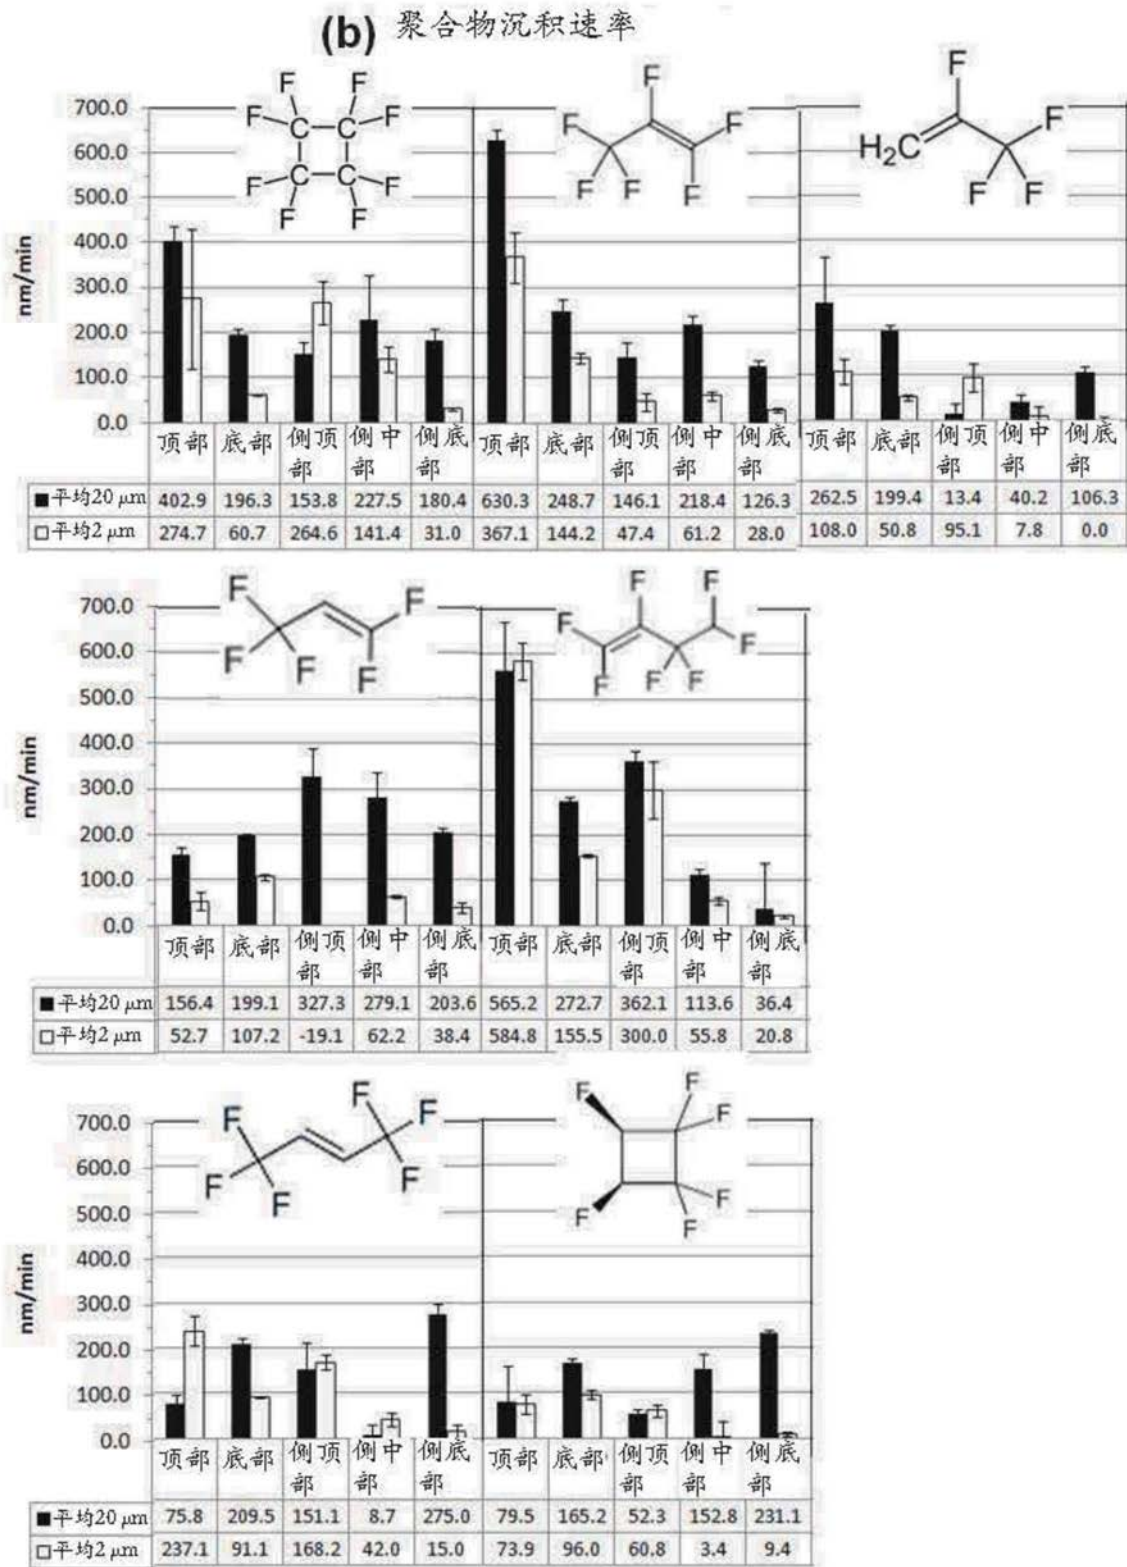 (b) 聚合物沉积速率
F F
F C C F
F C C F
F F
F
F F
F F F
F
H₂C F
F F
700.0
600.0
500.0
400.0
300.0
200.0
100.0
0.0
nm/min
顶部 底部 侧顶部 侧中部 侧底部 顶部 底部 侧顶部 侧中部 侧底部 顶部 底部 侧顶部 侧中部 侧底部
■平均20 μm 402.9 196.3 153.8 227.5 180.4 630.3 248.7 146.1 218.4 126.3 262.5 199.4 13.4 40.2 106.3
□平均2 μm 274.7 60.7 264.6 141.4 31.0 367.1 144.2 47.4 61.2 28.0 108.0 50.8 95.1 7.8 0.0
F F
F F F
F F
F F
F F F
700.0
600.0
500.0
400.0
300.0
200.0
100.0
0.0
nm/min
顶部 底部 侧顶部 侧中部 侧底部 顶部 底部 侧顶部 侧中部 侧底部
■平均20 μm 156.4 199.1 327.3 279.1 203.6 565.2 272.7 362.1 113.6 36.4
□平均2 μm 52.7 107.2 -19.1 62.2 38.4 584.8 155.5 300.0 55.8 20.8
F F F
F F F
F F F
F F F
700.0
600.0
500.0
400.0
300.0
200.0
100.0
0.0
nm/min
顶部 底部 侧顶部 侧中部 侧底部 顶部 底部 侧顶部 侧中部 侧底部
■平均20 μm 75.8 209.5 151.1 8.7 275.0 79.5 165.2 52.3 152.8 231.1
□平均2 μm 237.1 91.1 168.2 42.0 15.0 73.9 96.0 60.8 3.4 9.4